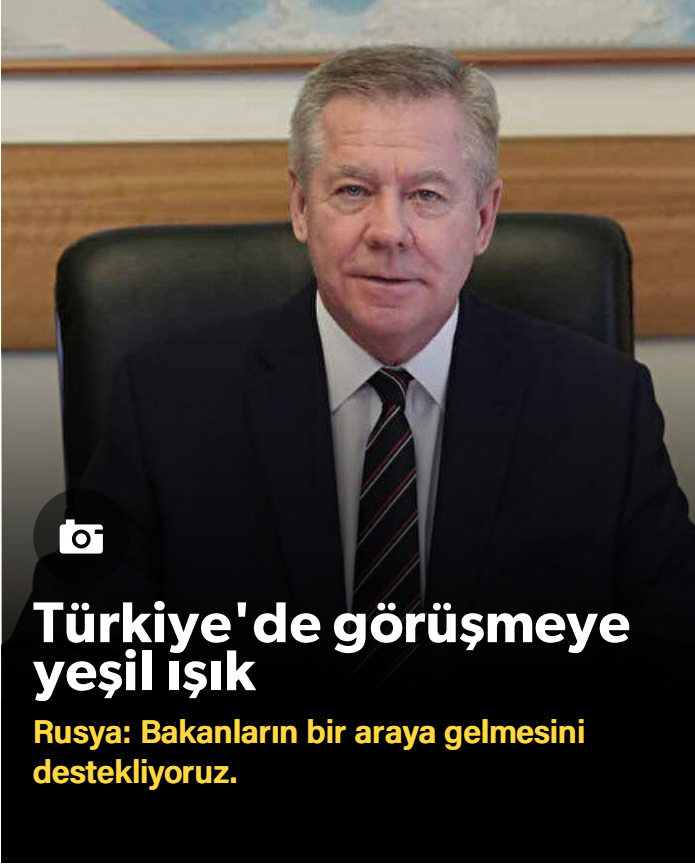 Türkiye'de görüşmeye
yeşil ışık
Rusya: Bakanların bir araya gelmesini
destekliyoruz.